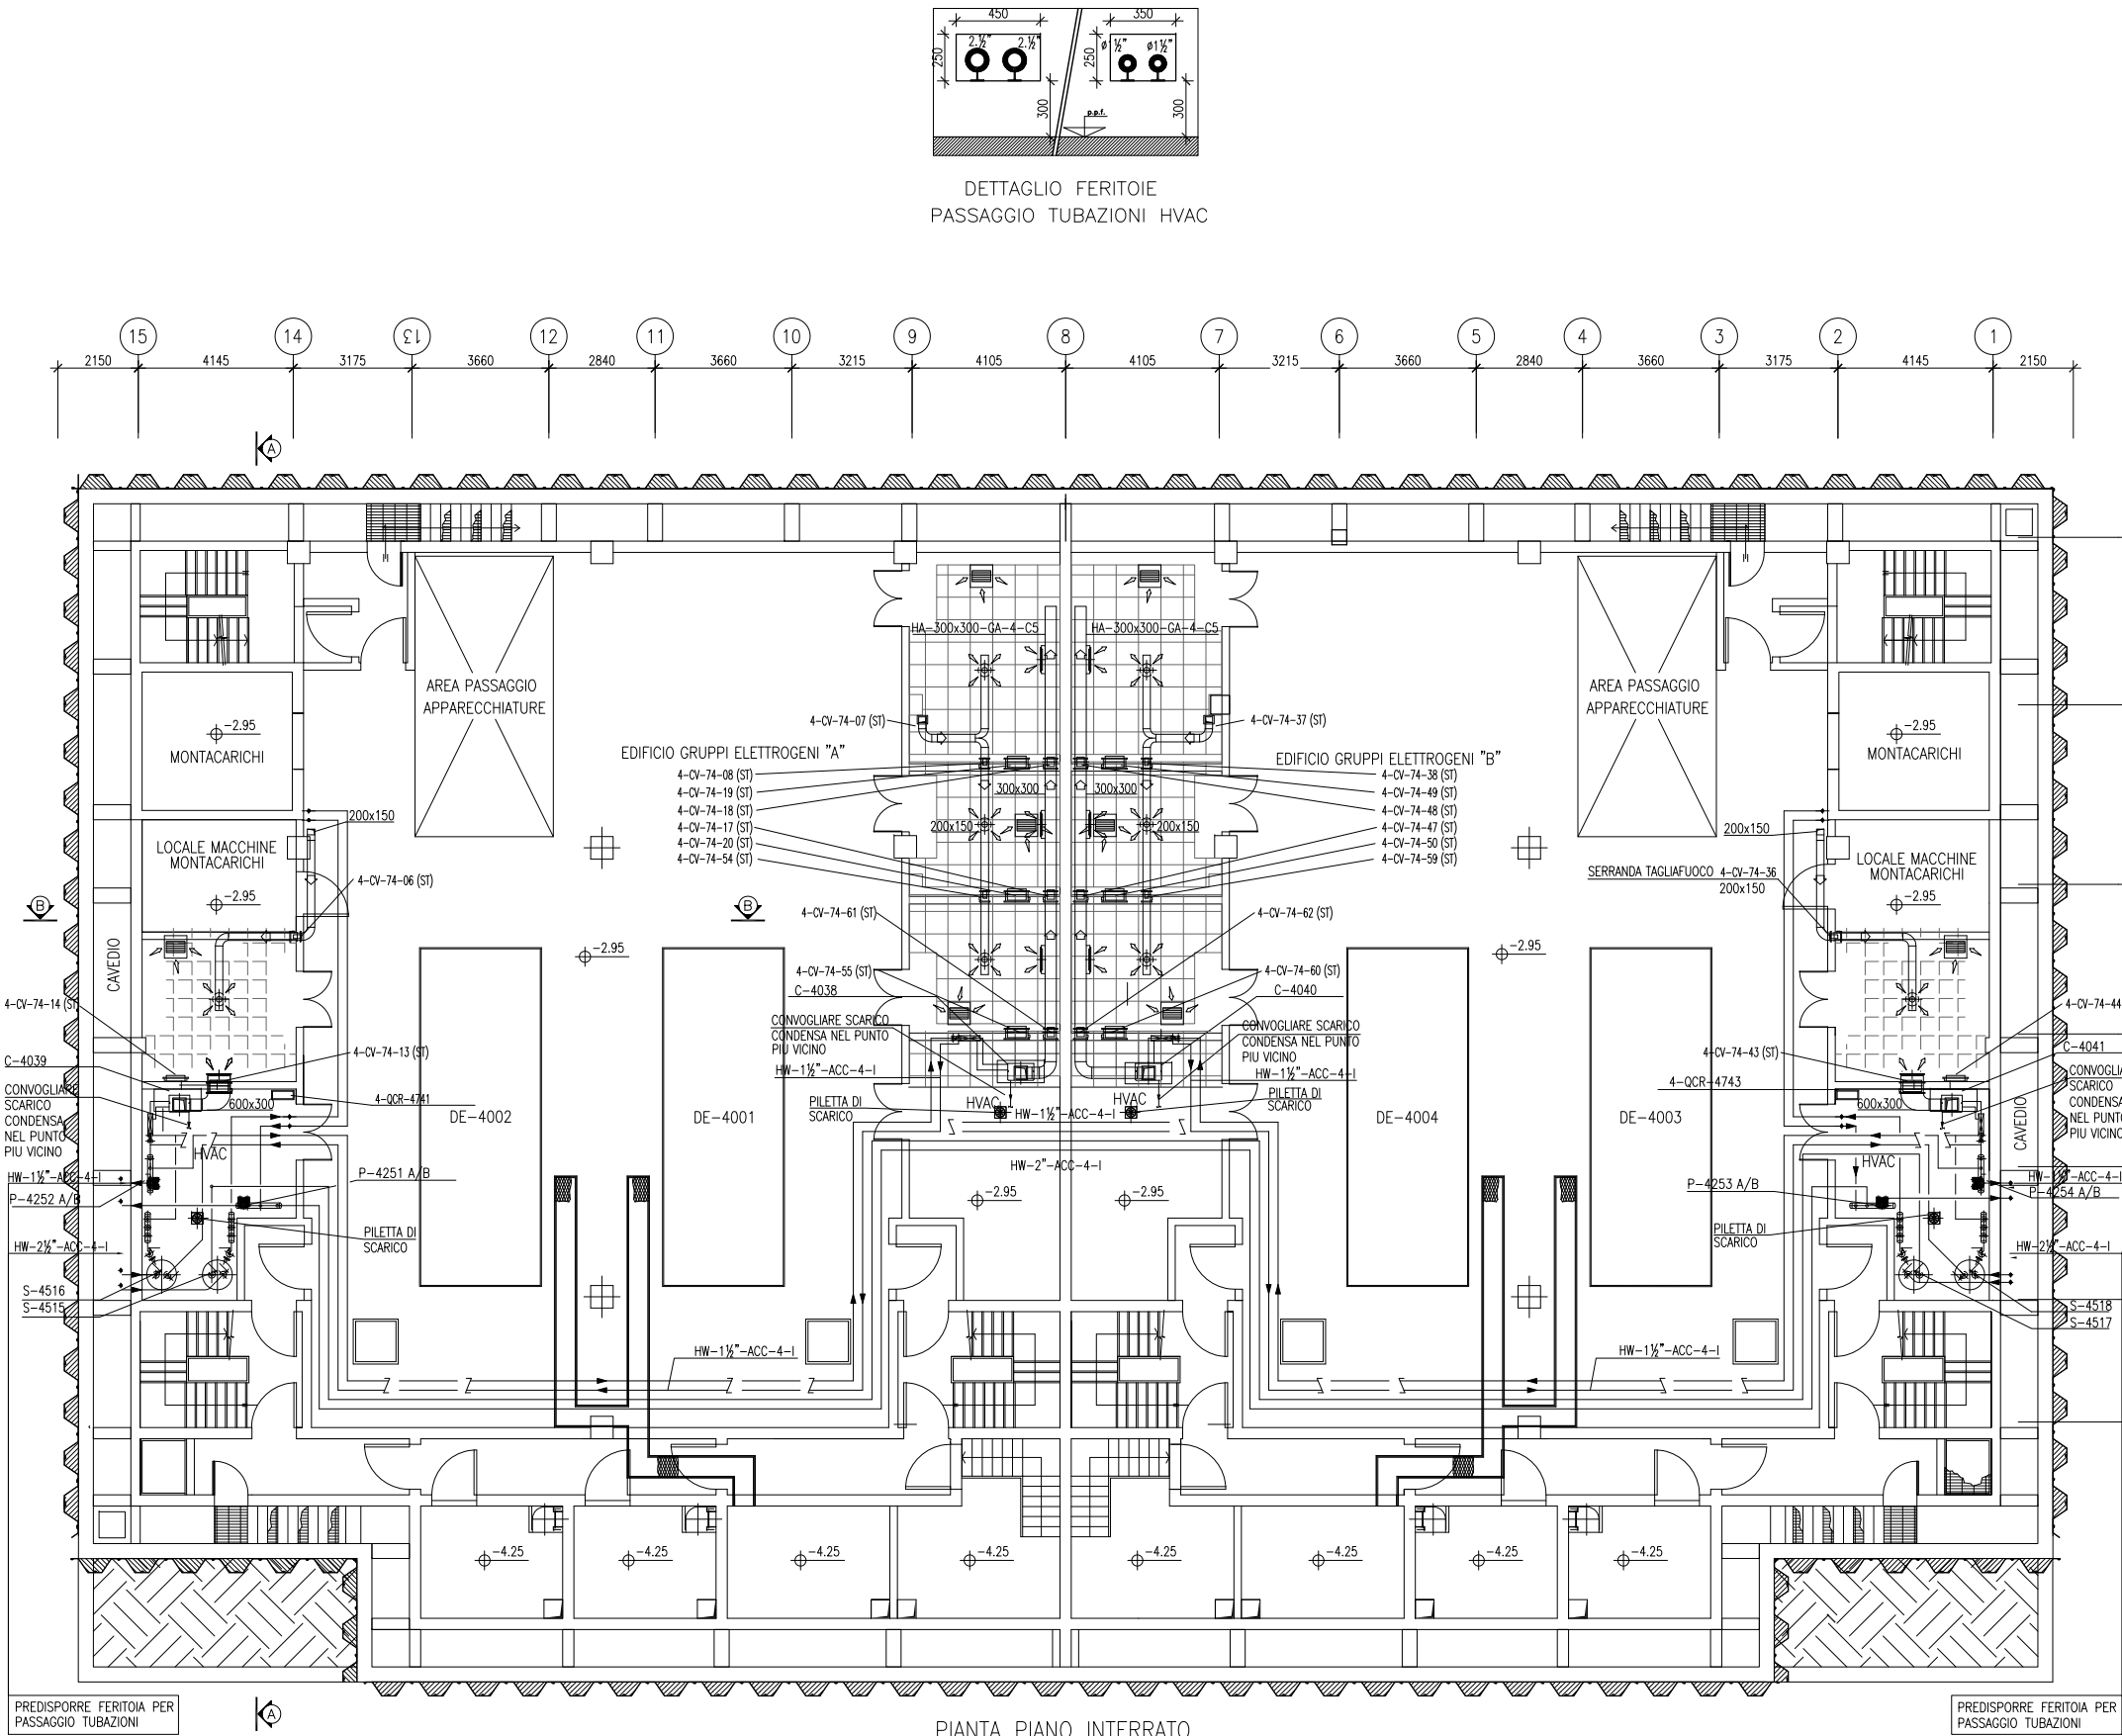 450
350
2.½"
2.½"
ø1½"
ø1½"
250
250
300
300
p.p.f.
DETTAGLIO FERITOIE
PASSAGGIO TUBAZIONI HVAC
15
14
13
12
11
10
9
8
7
6
5
4
3
2
1
2150
4145
3175
3660
2840
3660
3215
4105
4105
3215
3660
2840
3660
3175
4145
2150
A
HA-300x300-GA-4-C5
HA-300x300-GA-4-C5
AREA PASSAGGIO
APPARECCHIATURE
AREA PASSAGGIO
APPARECCHIATURE
-2.95
MONTACARICHI
-2.95
MONTACARICHI
4-CV-74-07 (ST)
4-CV-74-37 (ST)
EDIFICIO GRUPPI ELETTROGENI "A"
EDIFICIO GRUPPI ELETTROGENI "B"
4-CV-74-08 (ST)
4-CV-74-19 (ST)
4-CV-74-18 (ST)
4-CV-74-17 (ST)
4-CV-74-20 (ST)
4-CV-74-54 (ST)
4-CV-74-38 (ST)
4-CV-74-49 (ST)
4-CV-74-48 (ST)
4-CV-74-47 (ST)
4-CV-74-50 (ST)
4-CV-74-59 (ST)
300x300
300x300
200x150
200x150
200x150
200x150
LOCALE MACCHINE
MONTACARICHI
-2.95
LOCALE MACCHINE
MONTACARICHI
-2.95
4-CV-74-06 (ST)
SERRANDA TAGLIAFUOCO 4-CV-74-36
200x150
B
B
4-CV-74-61 (ST)
4-CV-74-62 (ST)
CAVEDIO
-2.95
-2.95
4-CV-74-55 (ST)
4-CV-74-60 (ST)
C-4038
C-4040
4-CV-74-14 (ST
4-CV-74-44
CONVOGLIARE SCARICO
CONDENSA NEL PUNTO
PIU VICINO
CONVOGLIARE SCARICO
CONDENSA NEL PUNTO
PIU VICINO
C-4039
4-CV-74-13 (ST)
4-CV-74-43 (ST)
C-4041
HW-1½"-ACC-4-I
HW-1½"-ACC-4-I
CONVOGLIARE
SCARICO
CONDENSA
NEL PUNTO
PIU VICINO
4-QCR-4741
4-QCR-4743
600x300
600x300
CONVOGLIA
SCARICO
CONDENSA
NEL PUNTO
PIU VICINO
PILETTA DI
SCARICO
HVAC
HW-1½"-ACC-4-I
HVAC
PILETTA DI
SCARICO
DE-4002
DE-4001
DE-4004
DE-4003
CAVEDIO
HVAC
HVAC
HW-1½"-ACC-4-I
P-4252 A/B
P-4251 A/B
HW-2"-ACC-4-I
P-4253 A/B
HW-1½"-ACC-4-I
P-4254 A/B
-2.95
-2.95
PILETTA DI
SCARICO
PILETTA DI
SCARICO
HW-2½"-ACC-4-I
HW-2½"-ACC-4-I
S-4516
S-4515
S-4518
S-4517
HW-1½"-ACC-4-I
HW-1½"-ACC-4-I
-4.25
-4.25
-4.25
-4.25
-4.25
-4.25
-4.25
-4.25
PREDISPORRE FERITOIA PER
PASSAGGIO TUBAZIONI
A
PIANTA PIANO INTERRATO
PREDISPORRE FERITOIA PER
PASSAGGIO TUBAZIONI